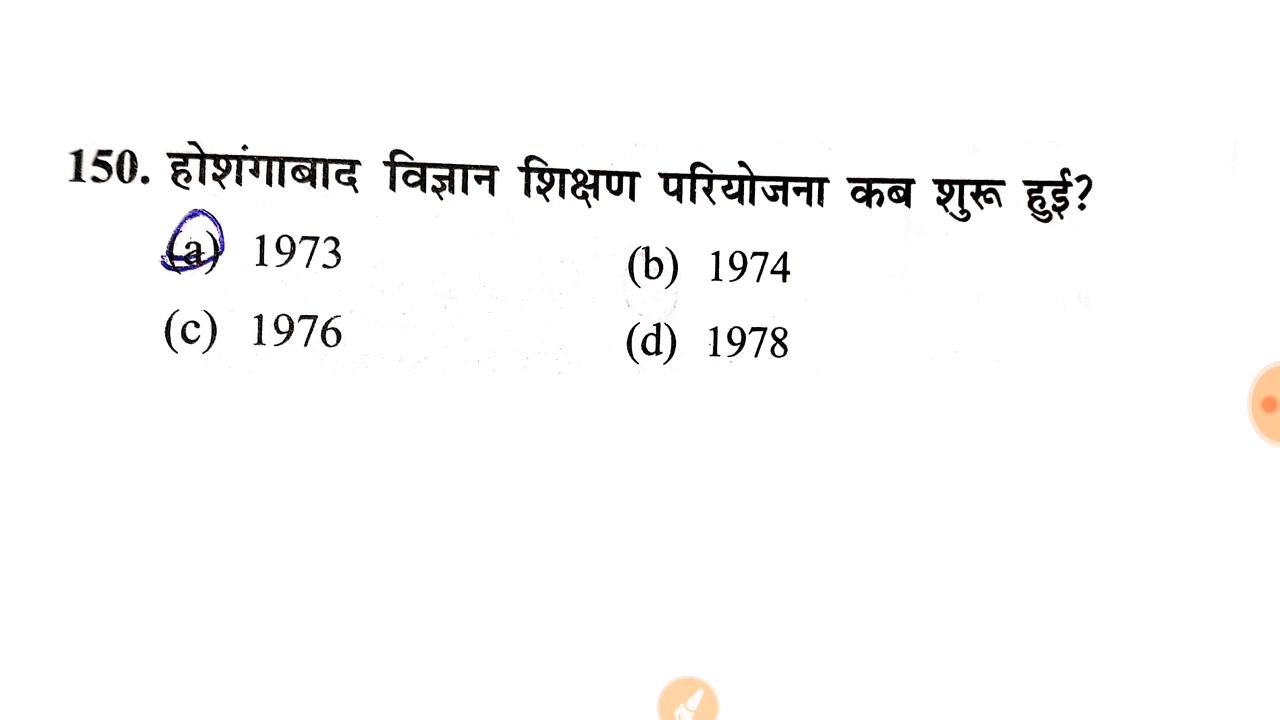 150. होशंगाबाद विज्ञान शिक्षण परियोजना कब शुरू हुई?
(a) 1973 (b) 1974
(c) 1976 (d) 1978